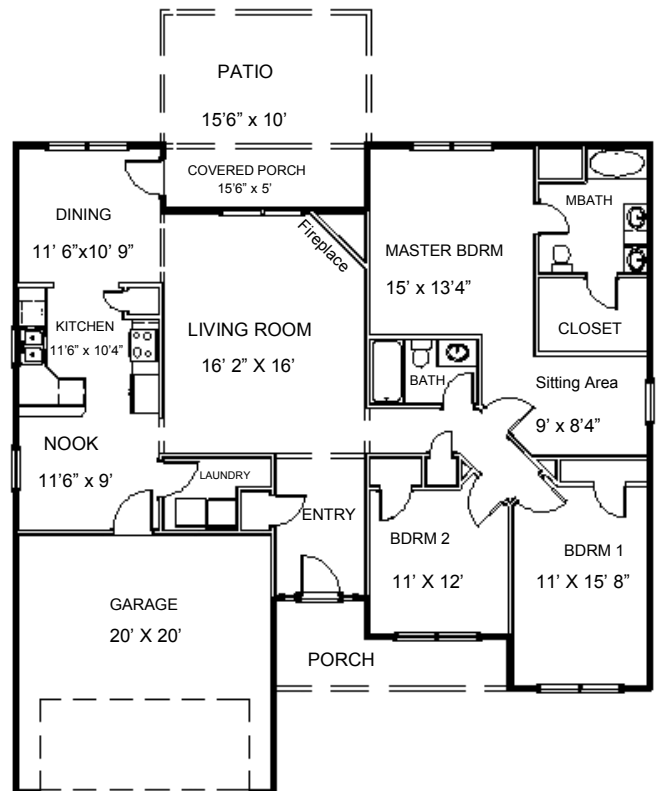 PATIO
15’6” x 10’
COVERED PORCH
15’6” x 5’
DINING
11’ 6”x10’ 9”
Fireplace
MASTER BDRM
15’ x 13’4”
MBATH
CLOSET
KITCHEN
11’6” x 10’4”
LIVING ROOM
16’ 2” X 16’
BATH
Sitting Area
9’ x 8’4”
NOOK
11’6” x 9’
LAUNDRY
ENTRY
BDRM 2
11’ X 12’
BDRM 1
11’ X 15’ 8”
GARAGE
20’ X 20’
PORCH